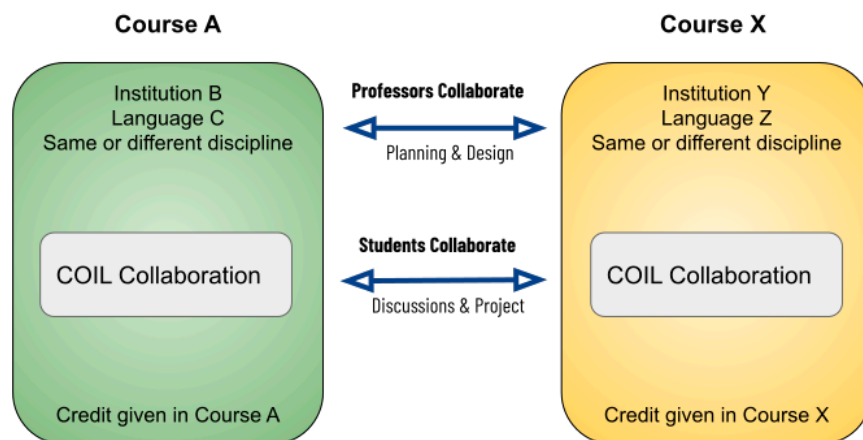 Course A
Course X
Institution B
Language C
Same or different discipline
COIL Collaboration
Credit given in Course A
Professors Collaborate
Planning & Design
Students Collaborate
Discussions & Project
Institution Y
Language Z
Same or different discipline
COIL Collaboration
Credit given in Course X